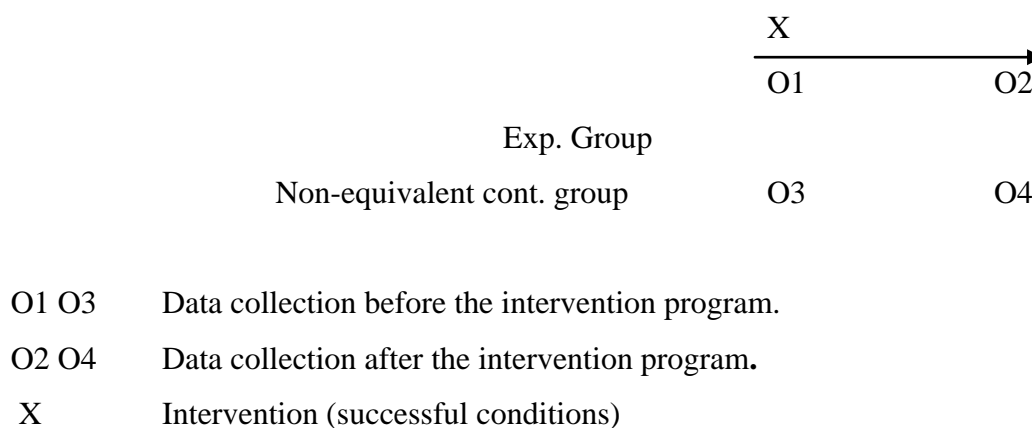 X
O1 O2
Exp. Group
Non-equivalent cont. group O3 O4
O1 O3 Data collection before the intervention program.
O2 O4 Data collection after the intervention program.
X Intervention (successful conditions)